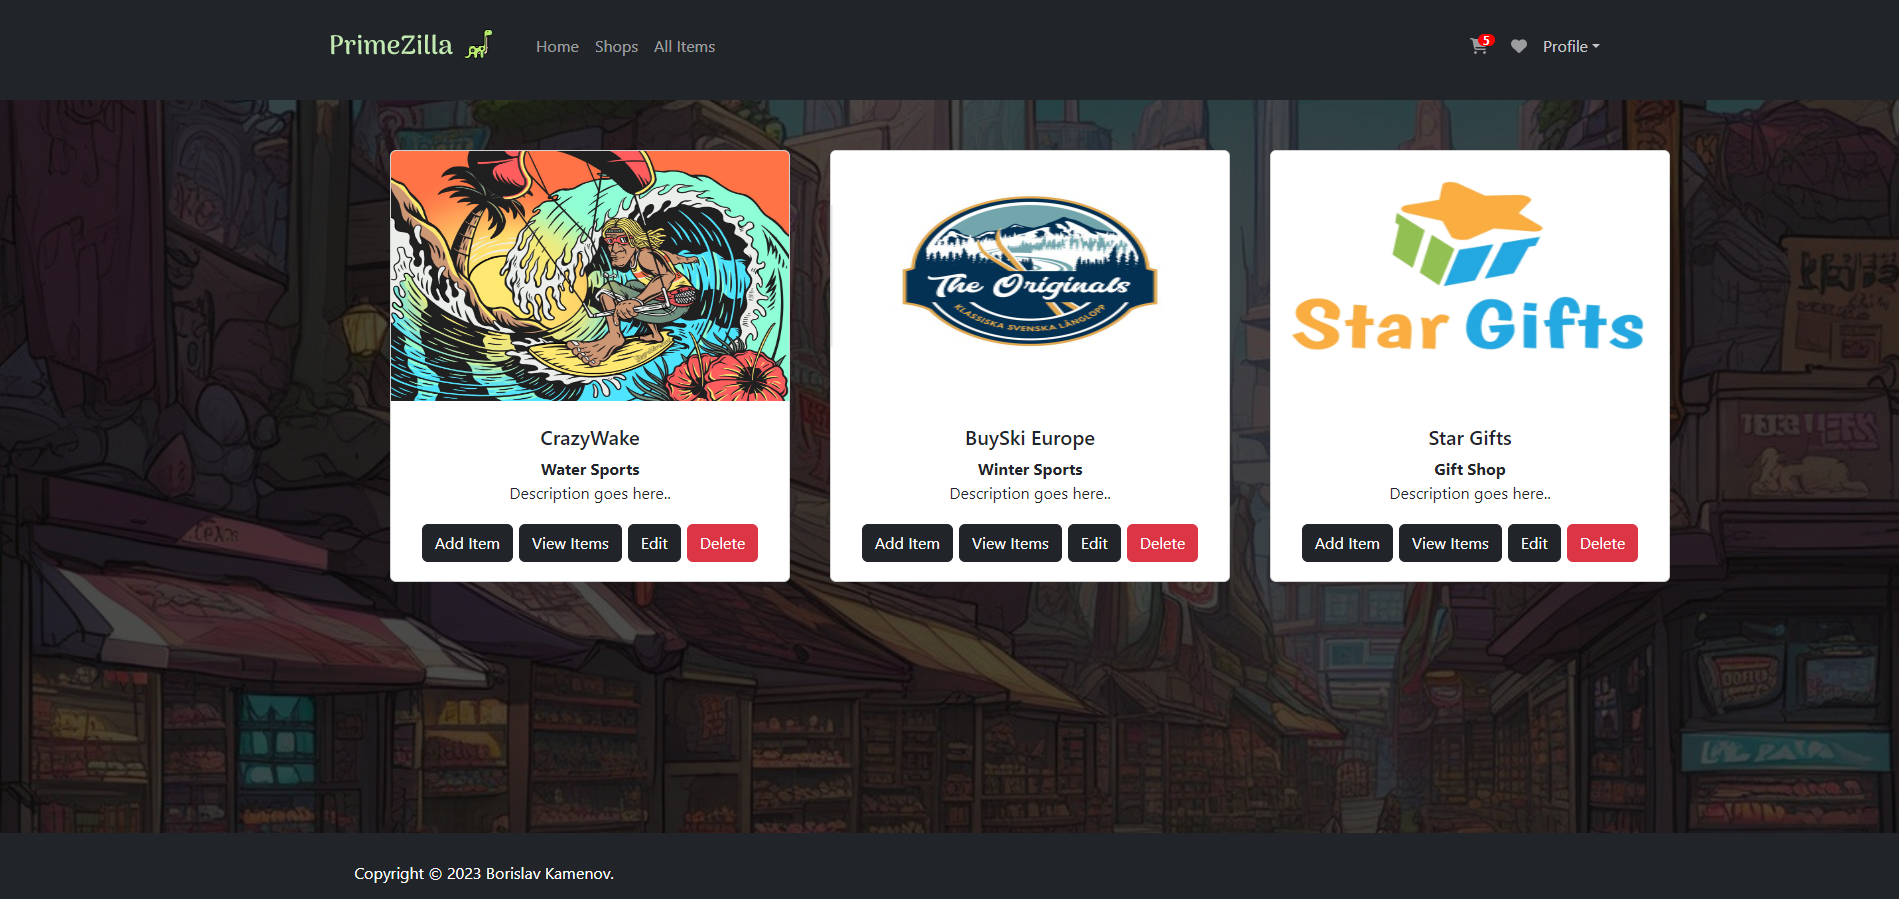 PrimeZilla
Home Shops All Items
5
Profile
The Originals
KLASSISKA SVENSKA LÅNGLOPP
Star Gifts
CrazyWake
Water Sports
Description goes here..
Add Item View Items Edit Delete
BuySki Europe
Winter Sports
Description goes here..
Add Item View Items Edit Delete
Star Gifts
Gift Shop
Description goes here..
Add Item View Items Edit Delete
Copyright © 2023 Borislav Kamenov.